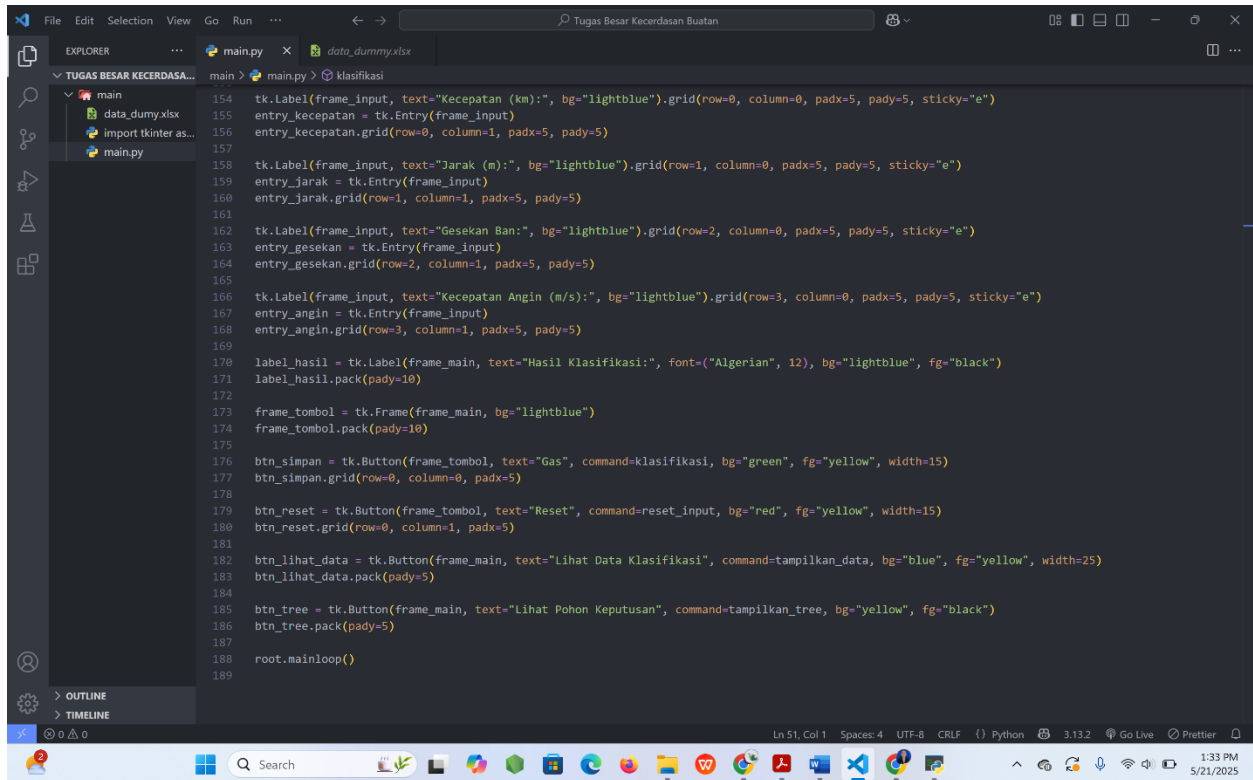 File Edit Selection View Go Run ··· Tugas Besar Kecerdasan Buatan
EXPLORER ··· main.py data_dummy.xlsx
TUGAS BESAR KECERDASA... main > main.py > klasifikasi
main
data_dumy.xlsx
import tkinter as...
main.py
154 tk.Label(frame_input, text="Kecepatan (km):", bg="lightblue").grid(row=0, column=0, padx=5, pady=5, sticky="e")
155 entry_kecepatan = tk.Entry(frame_input)
156 entry_kecepatan.grid(row=0, column=1, padx=5, pady=5)
157
158 tk.Label(frame_input, text="Jarak (m):", bg="lightblue").grid(row=1, column=0, padx=5, pady=5, sticky="e")
159 entry_jarak = tk.Entry(frame_input)
160 entry_jarak.grid(row=1, column=1, padx=5, pady=5)
161
162 tk.Label(frame_input, text="Gesekan Ban:", bg="lightblue").grid(row=2, column=0, padx=5, pady=5, sticky="e")
163 entry_gesekan = tk.Entry(frame_input)
164 entry_gesekan.grid(row=2, column=1, padx=5, pady=5)
165
166 tk.Label(frame_input, text="Kecepatan Angin (m/s):", bg="lightblue").grid(row=3, column=0, padx=5, pady=5, sticky="e")
167 entry_angin = tk.Entry(frame_input)
168 entry_angin.grid(row=3, column=1, padx=5, pady=5)
169
170 label_hasil = tk.Label(frame_main, text="Hasil Klasifikasi:", font=("Algerian", 12), bg="lightblue", fg="black")
171 label_hasil.pack(pady=10)
172
173 frame_tombol = tk.Frame(frame_main, bg="lightblue")
174 frame_tombol.pack(pady=10)
175
176 btn_simpan = tk.Button(frame_tombol, text="Gas", command=klasifikasi, bg="green", fg="yellow", width=15)
177 btn_simpan.grid(row=0, column=0, padx=5)
178
179 btn_reset = tk.Button(frame_tombol, text="Reset", command=reset_input, bg="red", fg="yellow", width=15)
180 btn_reset.grid(row=0, column=1, padx=5)
181
182 btn_lihat_data = tk.Button(frame_main, text="Lihat Data Klasifikasi", command=tampilkan_data, bg="blue", fg="yellow", width=25)
183 btn_lihat_data.pack(pady=5)
184
185 btn_tree = tk.Button(frame_main, text="Lihat Pohon Keputusan", command=tampilkan_tree, bg="yellow", fg="black")
186 btn_tree.pack(pady=5)
187
188 root.mainloop()
189
OUTLINE
TIMELINE
0 0 Ln 51, Col 1 Spaces: 4 UTF-8 CRLF {} Python 3.13.2 Go Live Prettier
2 Search 1:33 PM
5/21/2025